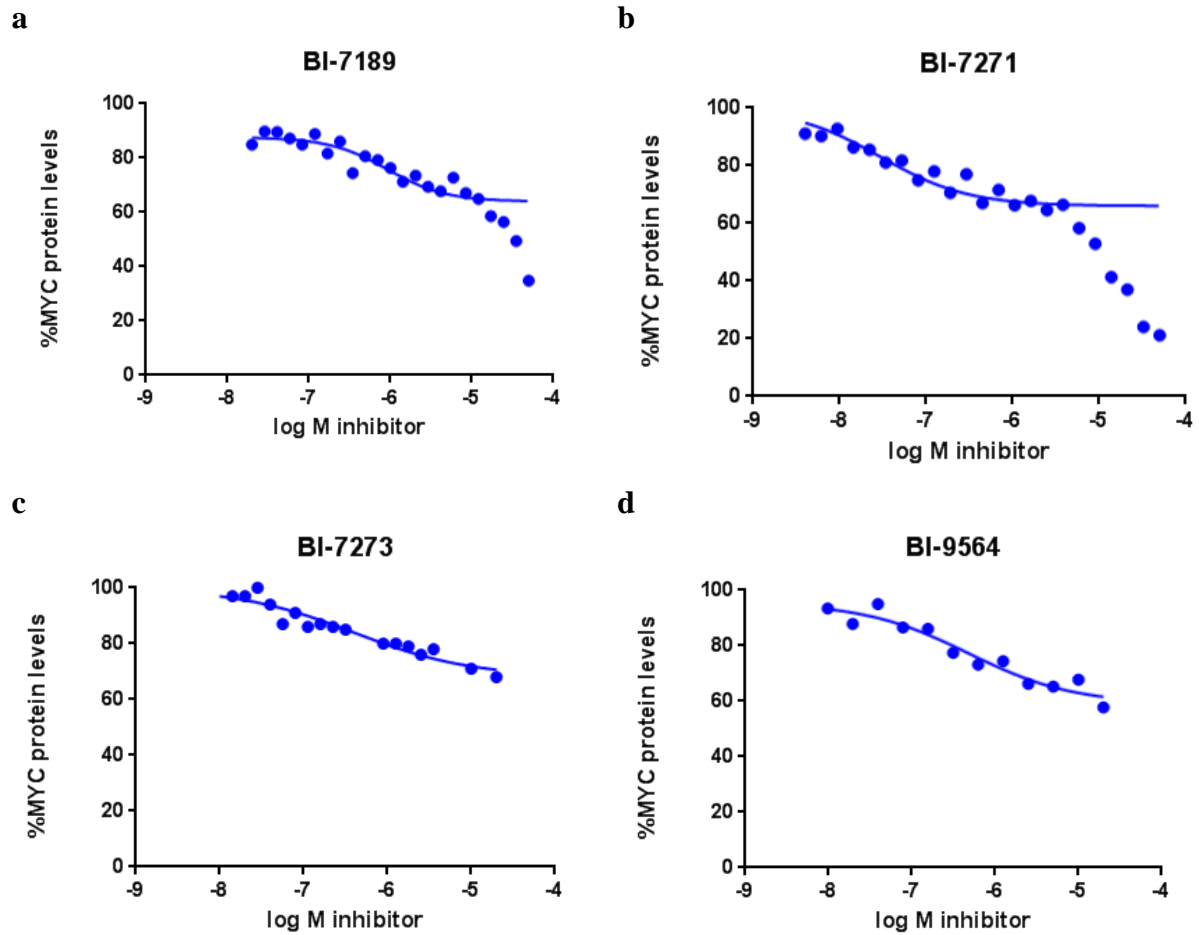 a
BI-7189
%MYC protein levels
100
80
60
40
20
0
-9 -8 -7 -6 -5 -4
log M inhibitor
b
BI-7271
%MYC protein levels
100
80
60
40
20
0
-9 -8 -7 -6 -5 -4
log M inhibitor
c
BI-7273
%MYC protein levels
100
80
60
40
20
0
-9 -8 -7 -6 -5 -4
log M inhibitor
d
BI-9564
%MYC protein levels
100
80
60
40
20
0
-9 -8 -7 -6 -5 -4
log M inhibitor